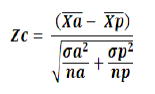 Zc = (X̅a̅ − X̅p̅) / √(σa²/na + σp²/np)